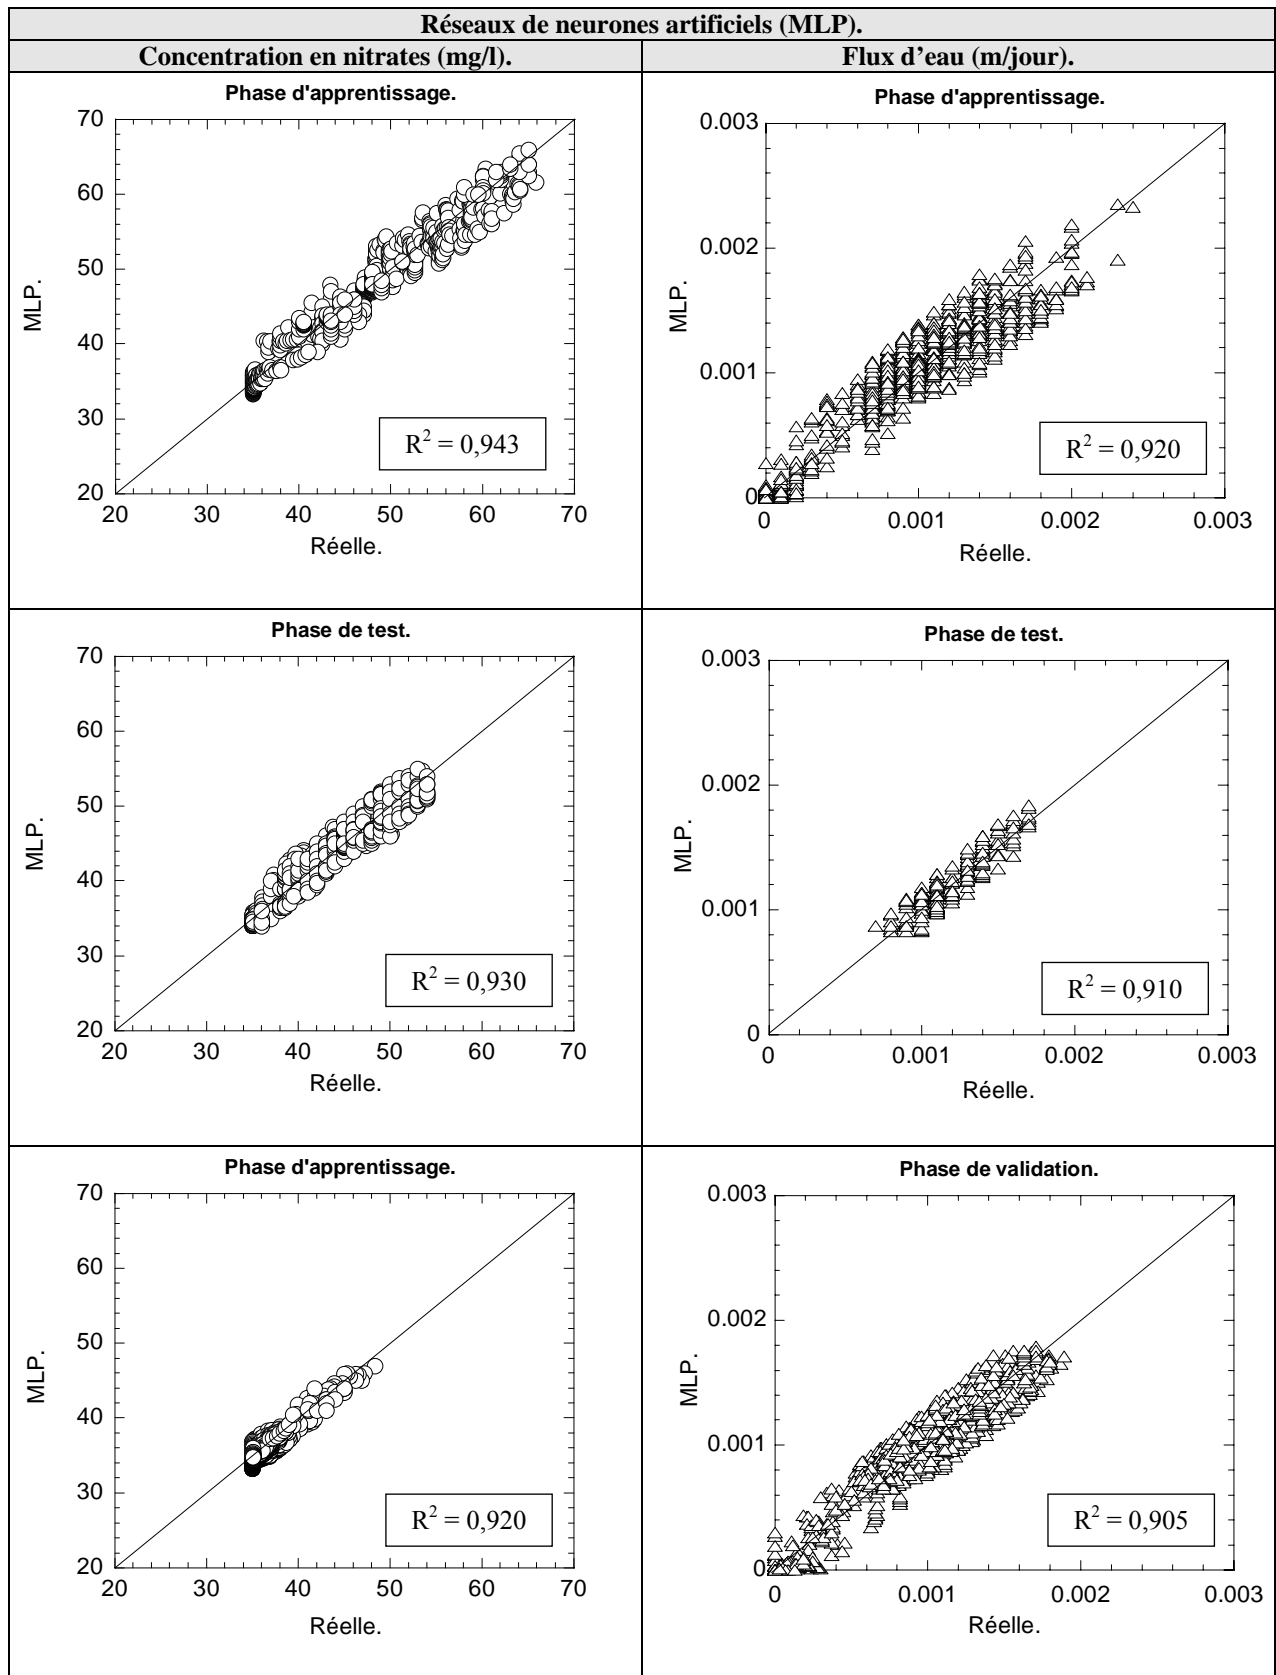 Réseaux de neurones artificiels (MLP).
Concentration en nitrates (mg/l).
Flux d'eau (m/jour).
Phase d'apprentissage.
70
60
50
40
30
20
MLP.
R² = 0,943
20 30 40 50 60 70
Réelle.
Phase d'apprentissage.
0.003
0.002
0.001
0
MLP.
R² = 0,920
0 0.001 0.002 0.003
Réelle.
Phase de test.
70
60
50
40
30
20
MLP.
R² = 0,930
20 30 40 50 60 70
Réelle.
Phase de test.
0.003
0.002
0.001
0
MLP.
R² = 0,910
0 0.001 0.002 0.003
Réelle.
Phase d'apprentissage.
70
60
50
40
30
20
MLP.
R² = 0,920
20 30 40 50 60 70
Réelle.
Phase de validation.
0.003
0.002
0.001
0
MLP.
R² = 0,905
0 0.001 0.002 0.003
Réelle.